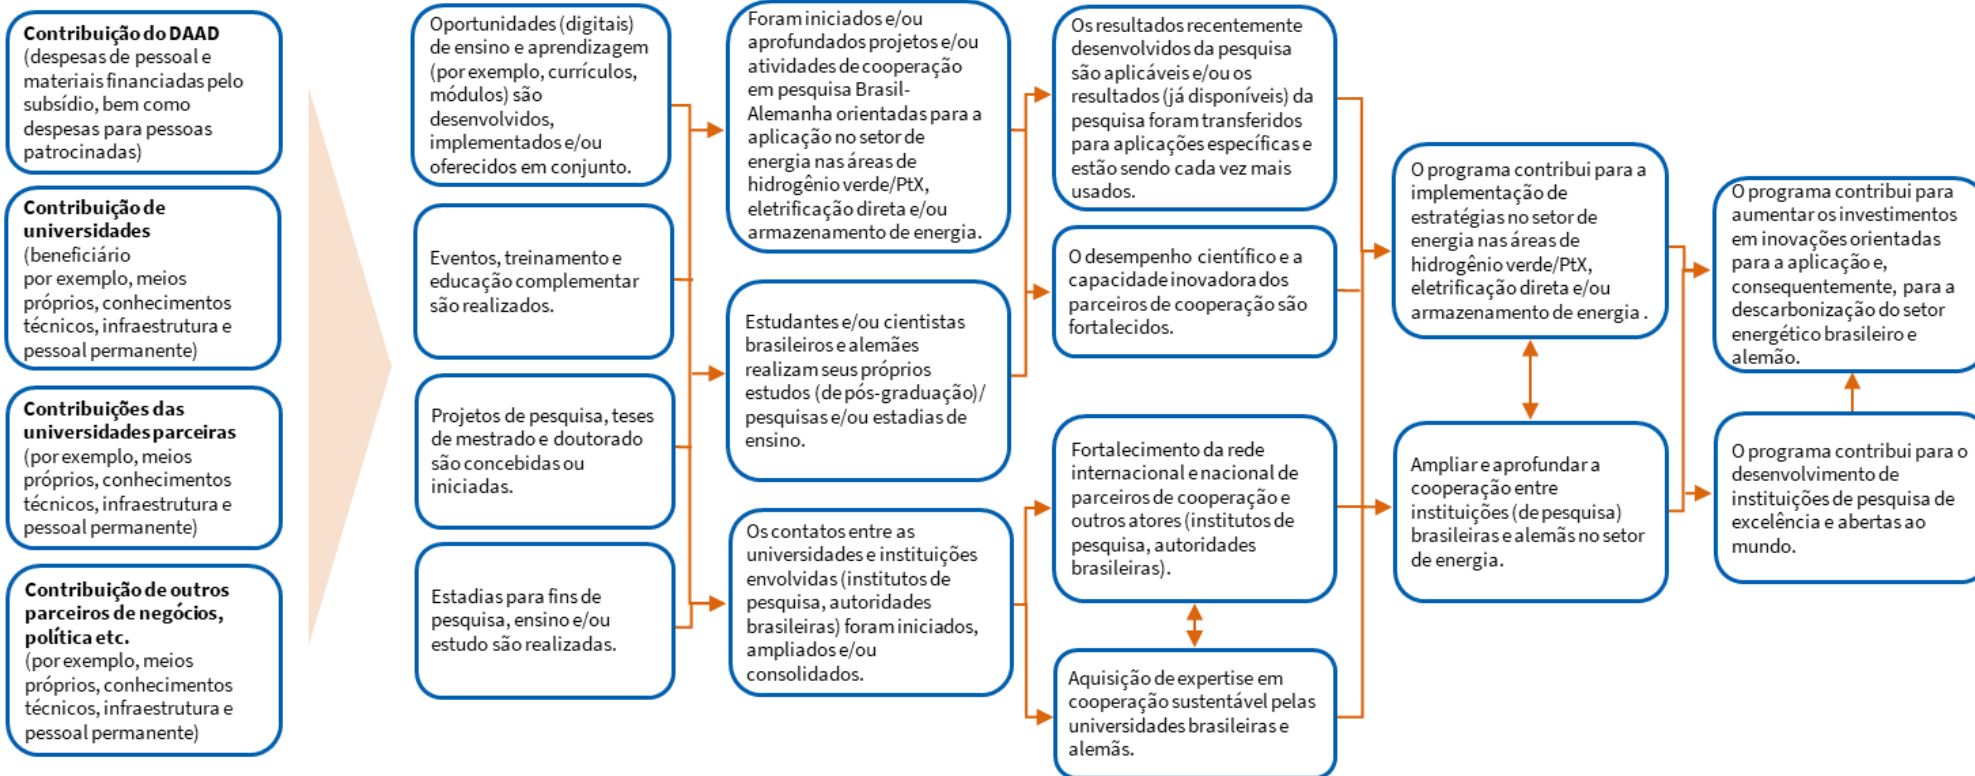 Contribuição do DAAD
(despesas de pessoal e
materiais financiadas pelo
subsídio, bem como
despesas para pessoas
patrocinadas)
Contribuição de
universidades
(beneficiário
por exemplo, meios
próprios, conhecimentos
técnicos, infraestrutura e
pessoal permanente)
Contribuições das
universidades parceiras
(por exemplo, meios
próprios, conhecimentos
técnicos, infraestrutura e
pessoal permanente)
Contribuição de outros
parceiros de negócios,
política etc.
(por exemplo, meios
próprios, conhecimentos
técnicos, infraestrutura e
pessoal permanente)
Oportunidades (digitais)
de ensino e aprendizagem
(por exemplo, currículos,
módulos) são
desenvolvidos,
implementados e/ou
oferecidos em conjunto.
Eventos, treinamento e
educação complementar
são realizados.
Projetos de pesquisa, teses
de mestrado e doutorado
são concebidas ou
iniciadas.
Estadias para fins de
pesquisa, ensino e/ou
estudo são realizadas.
Foram iniciados e/ou
aprofundados projetos e/ou
atividades de cooperação
em pesquisa Brasil-
Alemanha orientadas para a
aplicação no setor de
energia nas áreas de
hidrogênio verde/PtX,
eletrificação direta e/ou
armazenamento de energia.
Estudantes e/ou cientistas
brasileiros e alemães
realizam seus próprios
estudos (de pós-graduação)/
pesquisas e/ou estadias de
ensino.
Os contatos entre as
universidades e instituições
envolvidas (institutos de
pesquisa, autoridades
brasileiras) foram iniciados,
ampliados e/ou
consolidados.
Os resultados recentemente
desenvolvidos da pesquisa
são aplicáveis e/ou os
resultados (já disponíveis) da
pesquisa foram transferidos
para aplicações específicas e
estão sendo cada vez mais
usados.
O desempenho científico e a
capacidade inovadora dos
parceiros de cooperação são
fortalecidos.
Fortalecimento da rede
internacional e nacional de
parceiros de cooperação e
outros atores (institutos de
pesquisa, autoridades
brasileiras).
Aquisição de expertise em
cooperação sustentável pelas
universidades brasileiras e
alemãs.
O programa contribui para a
implementação de
estratégias no setor de
energia nas áreas de
hidrogênio verde/PtX,
eletrificação direta e/ou
armazenamento de energia .
Ampliar e aprofundar a
cooperação entre
instituições (de pesquisa)
brasileiras e alemãs no setor
de energia.
O programa contribui para
aumentar os investimentos
em inovações orientadas
para a aplicação e,
consequentemente, para a
descarbonização do setor
energético brasileiro e
alemão.
O programa contribui para o
desenvolvimento de
instituições de pesquisa de
excelência e abertas ao
mundo.